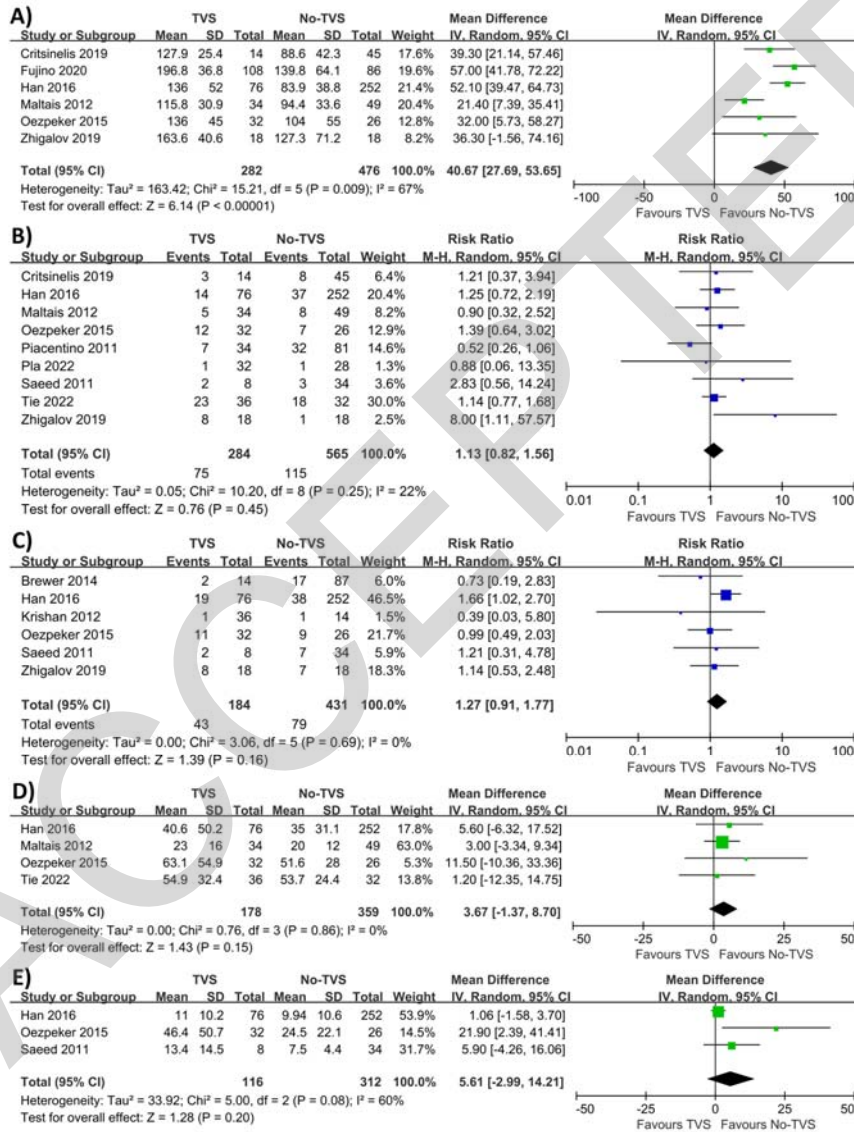 A)
TVS No-TVS Mean Difference Mean Difference
Study or Subgroup Mean SD Total Mean SD Total Weight IV, Random, 95% CI IV, Random, 95% CI
Critsinelis 2019 127.9 25.4 14 88.6 42.3 45 17.6% 39.30 [21.14, 57.46]
Fujino 2020 196.8 36.8 108 139.8 64.1 86 19.6% 57.00 [41.78, 72.22]
Han 2016 136 52 76 83.9 38.8 252 21.4% 52.10 [39.47, 64.73]
Maltais 2012 115.8 30.9 34 94.4 33.6 49 20.4% 21.40 [7.39, 35.41]
Oezpeker 2015 136 45 32 104 55 26 12.8% 32.00 [5.73, 58.27]
Zhigalov 2019 163.6 40.6 18 127.3 71.2 18 8.2% 36.30 [-1.56, 74.16]
Total (95% CI) 282 476 100.0% 40.67 [27.69, 53.65]
Heterogeneity: Tau² = 163.42; Chi² = 15.21, df = 5 (P = 0.009); I² = 67%
Test for overall effect: Z = 6.14 (P < 0.00001)
-100 -50 0 50 100
Favours TVS Favours No-TVS
B)
TVS No-TVS Risk Ratio Risk Ratio
Study or Subgroup Events Total Events Total Weight M-H, Random, 95% CI M-H, Random, 95% CI
Critsinelis 2019 3 14 8 45 6.4% 1.21 [0.37, 3.94]
Han 2016 14 76 37 252 20.4% 1.25 [0.72, 2.19]
Maltais 2012 5 34 8 49 8.2% 0.90 [0.32, 2.52]
Oezpeker 2015 12 32 7 26 12.9% 1.39 [0.64, 3.02]
Piacentino 2011 7 34 32 81 14.6% 0.52 [0.26, 1.06]
Pla 2022 1 32 1 28 1.3% 0.88 [0.06, 13.35]
Saeed 2011 2 8 3 34 3.6% 2.83 [0.56, 14.24]
Tie 2022 23 36 18 32 30.0% 1.14 [0.77, 1.68]
Zhigalov 2019 8 18 1 18 2.5% 8.00 [1.11, 57.57]
Total (95% CI) 284 565 100.0% 1.13 [0.82, 1.56]
Total events 75 115
Heterogeneity: Tau² = 0.05; Chi² = 10.20, df = 8 (P = 0.25); I² = 22%
Test for overall effect: Z = 0.76 (P = 0.45)
0.01 0.1 1 10 100
Favours TVS Favours No-TVS
C)
TVS No-TVS Risk Ratio Risk Ratio
Study or Subgroup Events Total Events Total Weight M-H, Random, 95% CI M-H, Random, 95% CI
Brewer 2014 2 14 17 87 6.0% 0.73 [0.19, 2.83]
Han 2016 19 76 38 252 46.5% 1.66 [1.02, 2.70]
Krishan 2012 1 36 1 14 1.5% 0.39 [0.03, 5.80]
Oezpeker 2015 11 32 9 26 21.7% 0.99 [0.49, 2.03]
Saeed 2011 2 8 7 34 5.9% 1.21 [0.31, 4.78]
Zhigalov 2019 8 18 7 18 18.3% 1.14 [0.53, 2.48]
Total (95% CI) 184 431 100.0% 1.27 [0.91, 1.77]
Total events 43 79
Heterogeneity: Tau² = 0.00; Chi² = 3.06, df = 5 (P = 0.69); I² = 0%
Test for overall effect: Z = 1.39 (P = 0.16)
0.01 0.1 1 10 100
Favours TVS Favours No-TVS
D)
TVS No-TVS Mean Difference Mean Difference
Study or Subgroup Mean SD Total Mean SD Total Weight IV, Random, 95% CI IV, Random, 95% CI
Han 2016 40.6 50.2 76 35 31.1 252 17.8% 5.60 [-6.32, 17.52]
Maltais 2012 23 16 34 20 12 49 63.0% 3.00 [-3.34, 9.34]
Oezpeker 2015 63.1 54.9 32 51.6 28 26 5.3% 11.50 [-10.36, 33.36]
Tie 2022 54.9 32.4 36 53.7 24.4 32 13.8% 1.20 [-12.35, 14.75]
Total (95% CI) 178 359 100.0% 3.67 [-1.37, 8.70]
Heterogeneity: Tau² = 0.00; Chi² = 0.76, df = 3 (P = 0.86); I² = 0%
Test for overall effect: Z = 1.43 (P = 0.15)
-50 -25 0 25 50
Favours TVS Favours No-TVS
E)
TVS No-TVS Mean Difference Mean Difference
Study or Subgroup Mean SD Total Mean SD Total Weight IV, Random, 95% CI IV, Random, 95% CI
Han 2016 11 10.2 76 9.94 10.6 252 53.9% 1.06 [-1.58, 3.70]
Oezpeker 2015 46.4 50.7 32 24.5 22.1 26 14.5% 21.90 [2.39, 41.41]
Saeed 2011 13.4 14.5 8 7.5 4.4 34 31.7% 5.90 [-4.26, 16.06]
Total (95% CI) 116 312 100.0% 5.61 [-2.99, 14.21]
Heterogeneity: Tau² = 33.92; Chi² = 5.00, df = 2 (P = 0.08); I² = 60%
Test for overall effect: Z = 1.28 (P = 0.20)
-50 -25 0 25 50
Favours TVS Favours No-TVS
ACCEPTED